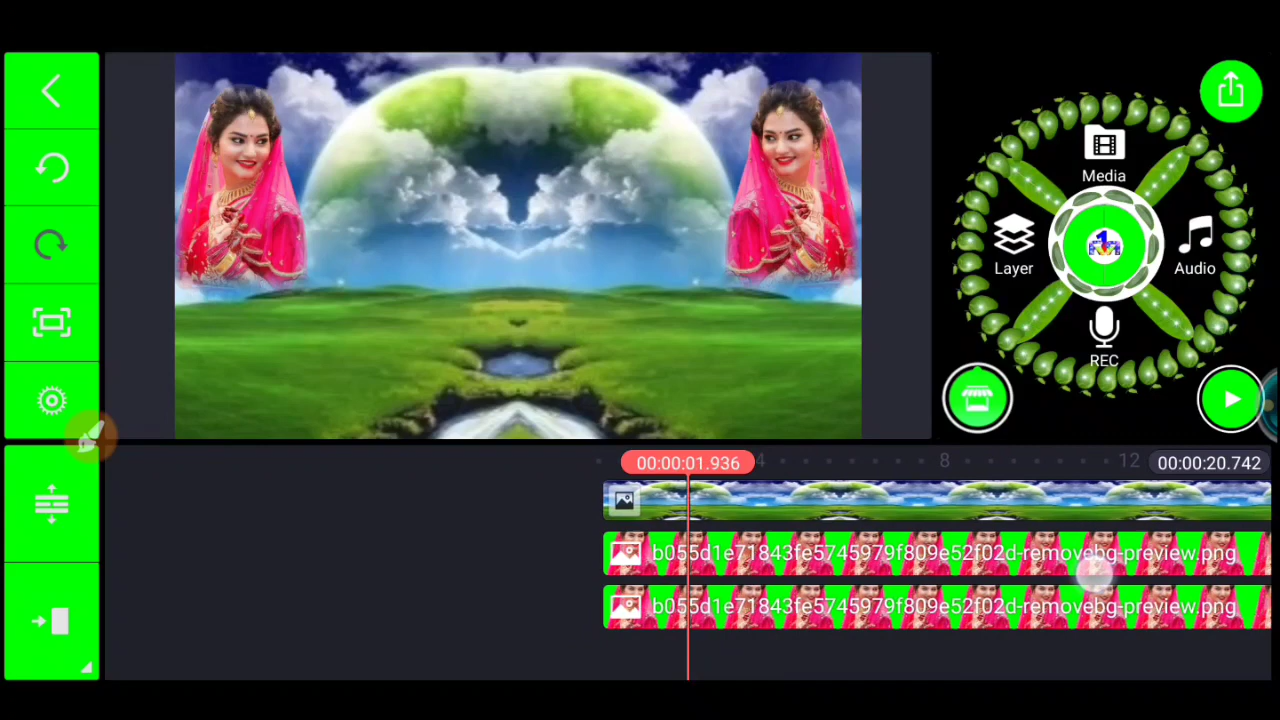 Media
Layer
Audio
REC
00:00:01.936
4
8
12
00:00:20.742
b055d1e71843fe5745979f809e52f02d-removebg-preview.png
b055d1e71843fe5745979f809e52f02d-removebg-preview.png